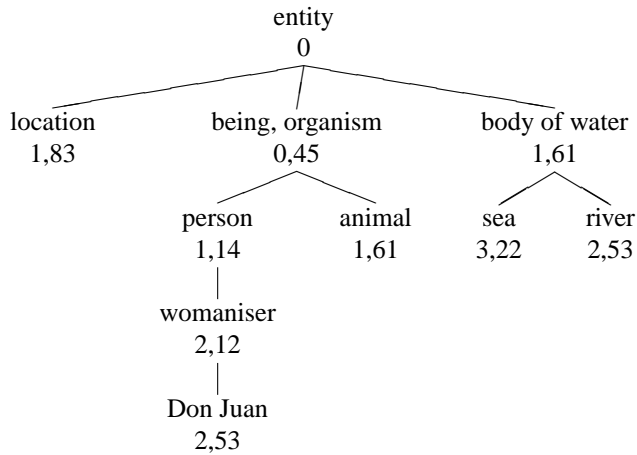 entity
0
location being, organism body of water
1,83 0,45 1,61
person animal sea river
1,14 1,61 3,22 2,53
womaniser
2,12
Don Juan
2,53